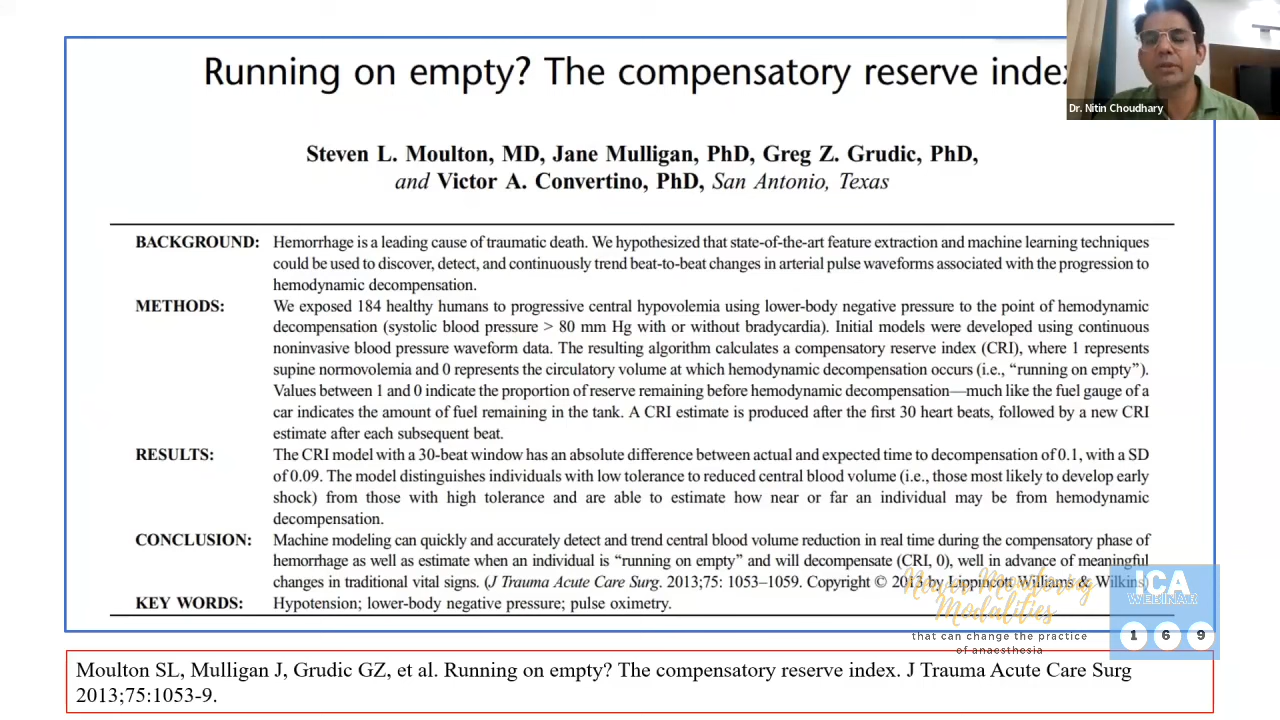 Running on empty? The compensatory reserve index
Dr. Nitin Choudhary
Steven L. Moulton, MD, Jane Mulligan, PhD, Greg Z. Grudic, PhD,
and Victor A. Convertino, PhD, San Antonio, Texas
BACKGROUND: Hemorrhage is a leading cause of traumatic death. We hypothesized that state-of-the-art feature extraction and machine learning techniques
could be used to discover, detect, and continuously trend beat-to-beat changes in arterial pulse waveforms associated with the progression to
hemodynamic decompensation.
METHODS: We exposed 184 healthy humans to progressive central hypovolemia using lower-body negative pressure to the point of hemodynamic
decompensation (systolic blood pressure > 80 mm Hg with or without bradycardia). Initial models were developed using continuous
noninvasive blood pressure waveform data. The resulting algorithm calculates a compensatory reserve index (CRI), where 1 represents
supine normovolemia and 0 represents the circulatory volume at which hemodynamic decompensation occurs (i.e., “running on empty”).
Values between 1 and 0 indicate the proportion of reserve remaining before hemodynamic decompensation—much like the fuel gauge of a
car indicates the amount of fuel remaining in the tank. A CRI estimate is produced after the first 30 heart beats, followed by a new CRI
estimate after each subsequent beat.
RESULTS: The CRI model with a 30-beat window has an absolute difference between actual and expected time to decompensation of 0.1, with a SD
of 0.09. The model distinguishes individuals with low tolerance to reduced central blood volume (i.e., those most likely to develop early
shock) from those with high tolerance and are able to estimate how near or far an individual may be from hemodynamic
decompensation.
CONCLUSION: Machine modeling can quickly and accurately detect and trend central blood volume reduction in real time during the compensatory phase of
hemorrhage as well as estimate when an individual is “running on empty” and will decompensate (CRI, 0), well in advance of meaningful
changes in traditional vital signs. (J Trauma Acute Care Surg. 2013;75: 1053–1059. Copyright © 2013 by Lippincott Williams & Wilkins)
KEY WORDS: Hypotension; lower-body negative pressure; pulse oximetry.
Newer Monitoring
Modalities
that can change the practice
of anaesthesia
ICA
WEBINAR
1 6 9
Moulton SL, Mulligan J, Grudic GZ, et al. Running on empty? The compensatory reserve index. J Trauma Acute Care Surg
2013;75:1053-9.